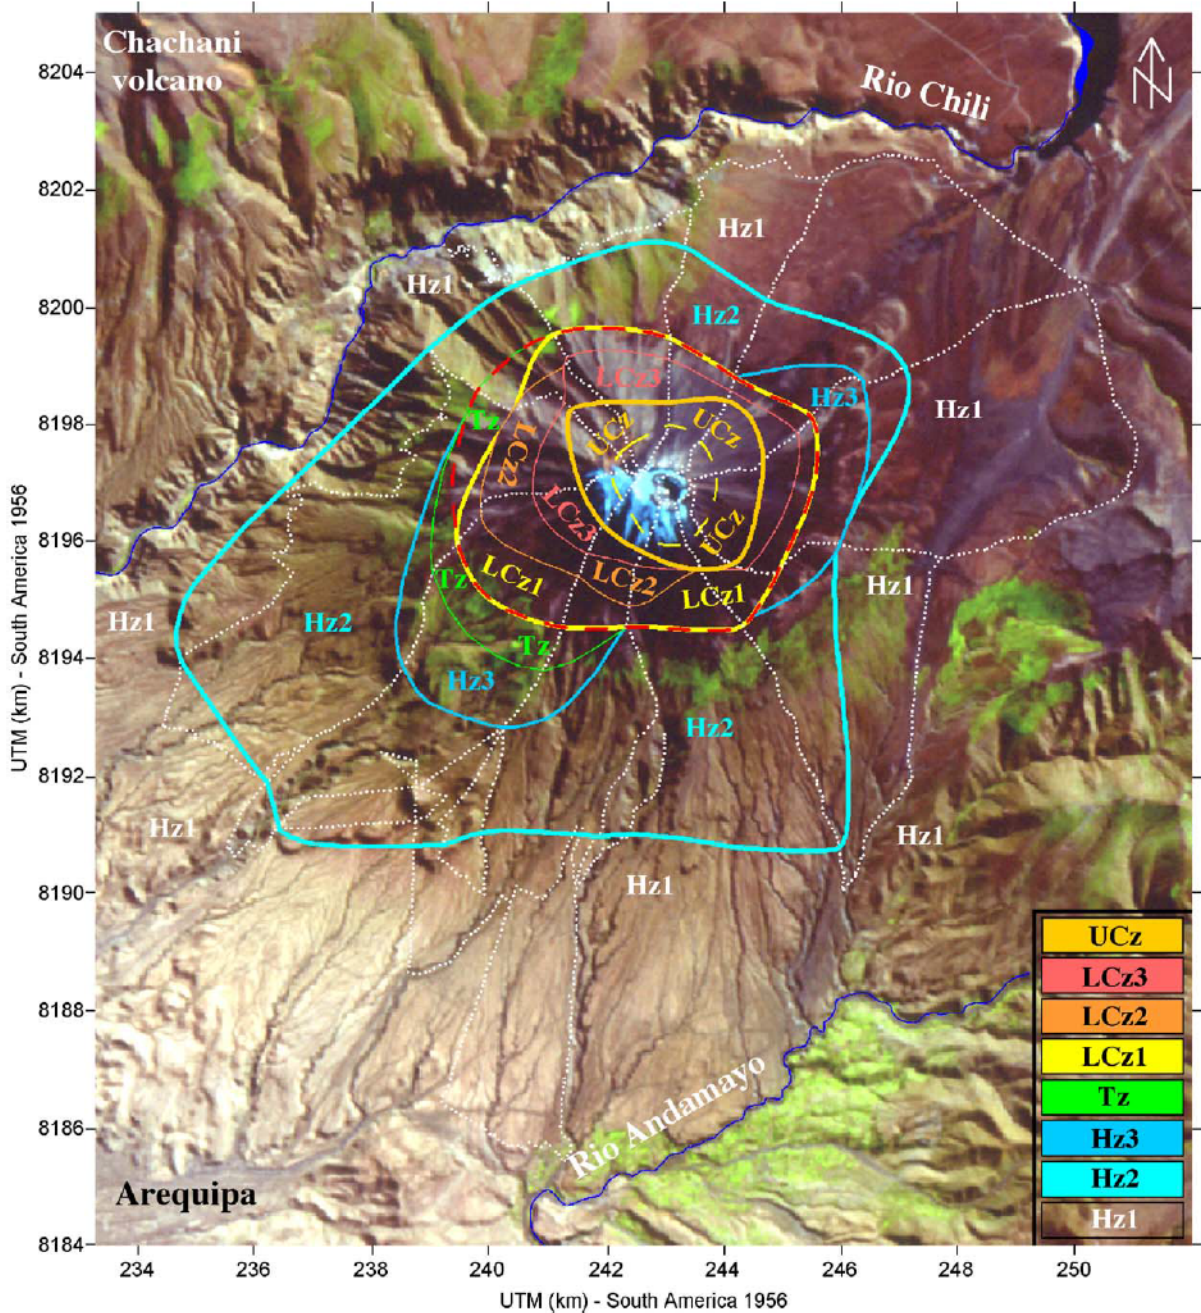 Chachani
volcano
Rio Chili
N
8204
8202
8200
8198
8196
8194
8192
8190
8188
8186
8184
UTM (km) - South America 1956
Hz1
Hz1
Hz2
LCz3
Hz3
Hz1
Tz
UCz
UCz
LCz2
LCz3
UCz
LCz1
LCz2
LCz1
Tz
Hz1
Hz1
Hz2
Tz
Hz3
Hz2
Hz1
Hz1
Hz1
Rio Andamayo
Arequipa
UCz
LCz3
LCz2
LCz1
Tz
Hz3
Hz2
Hz1
234 236 238 240 242 244 246 248 250
UTM (km) - South America 1956